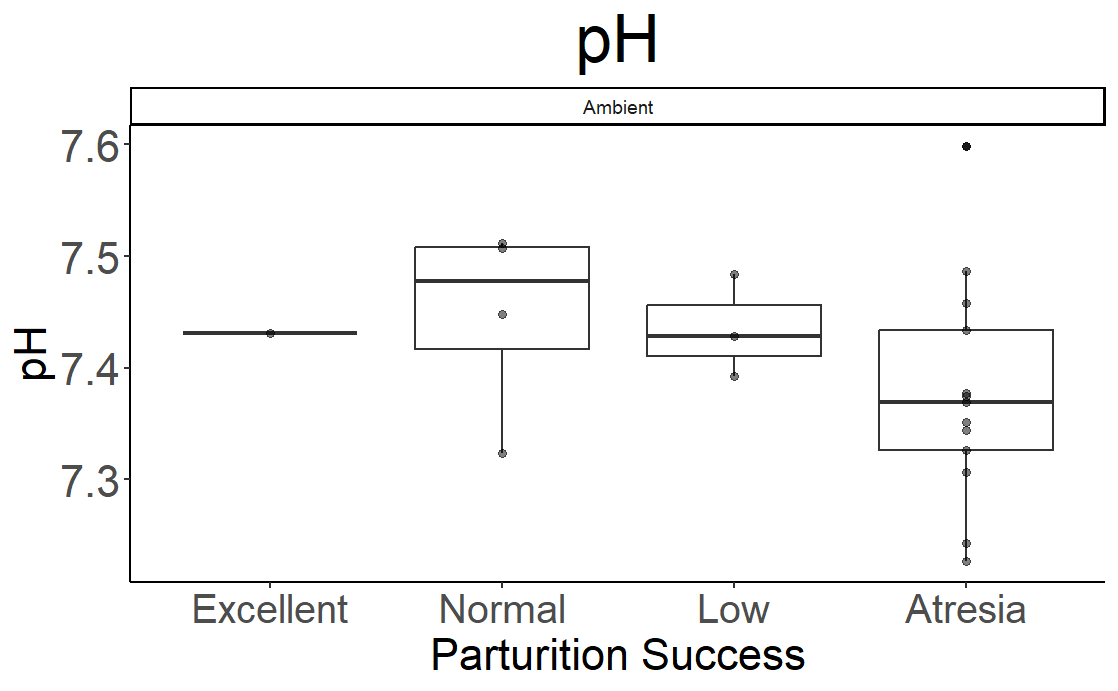 pH
Ambient
7.6
7.5
7.4
7.3
pH
Excellent Normal Low Atresia
Parturition Success